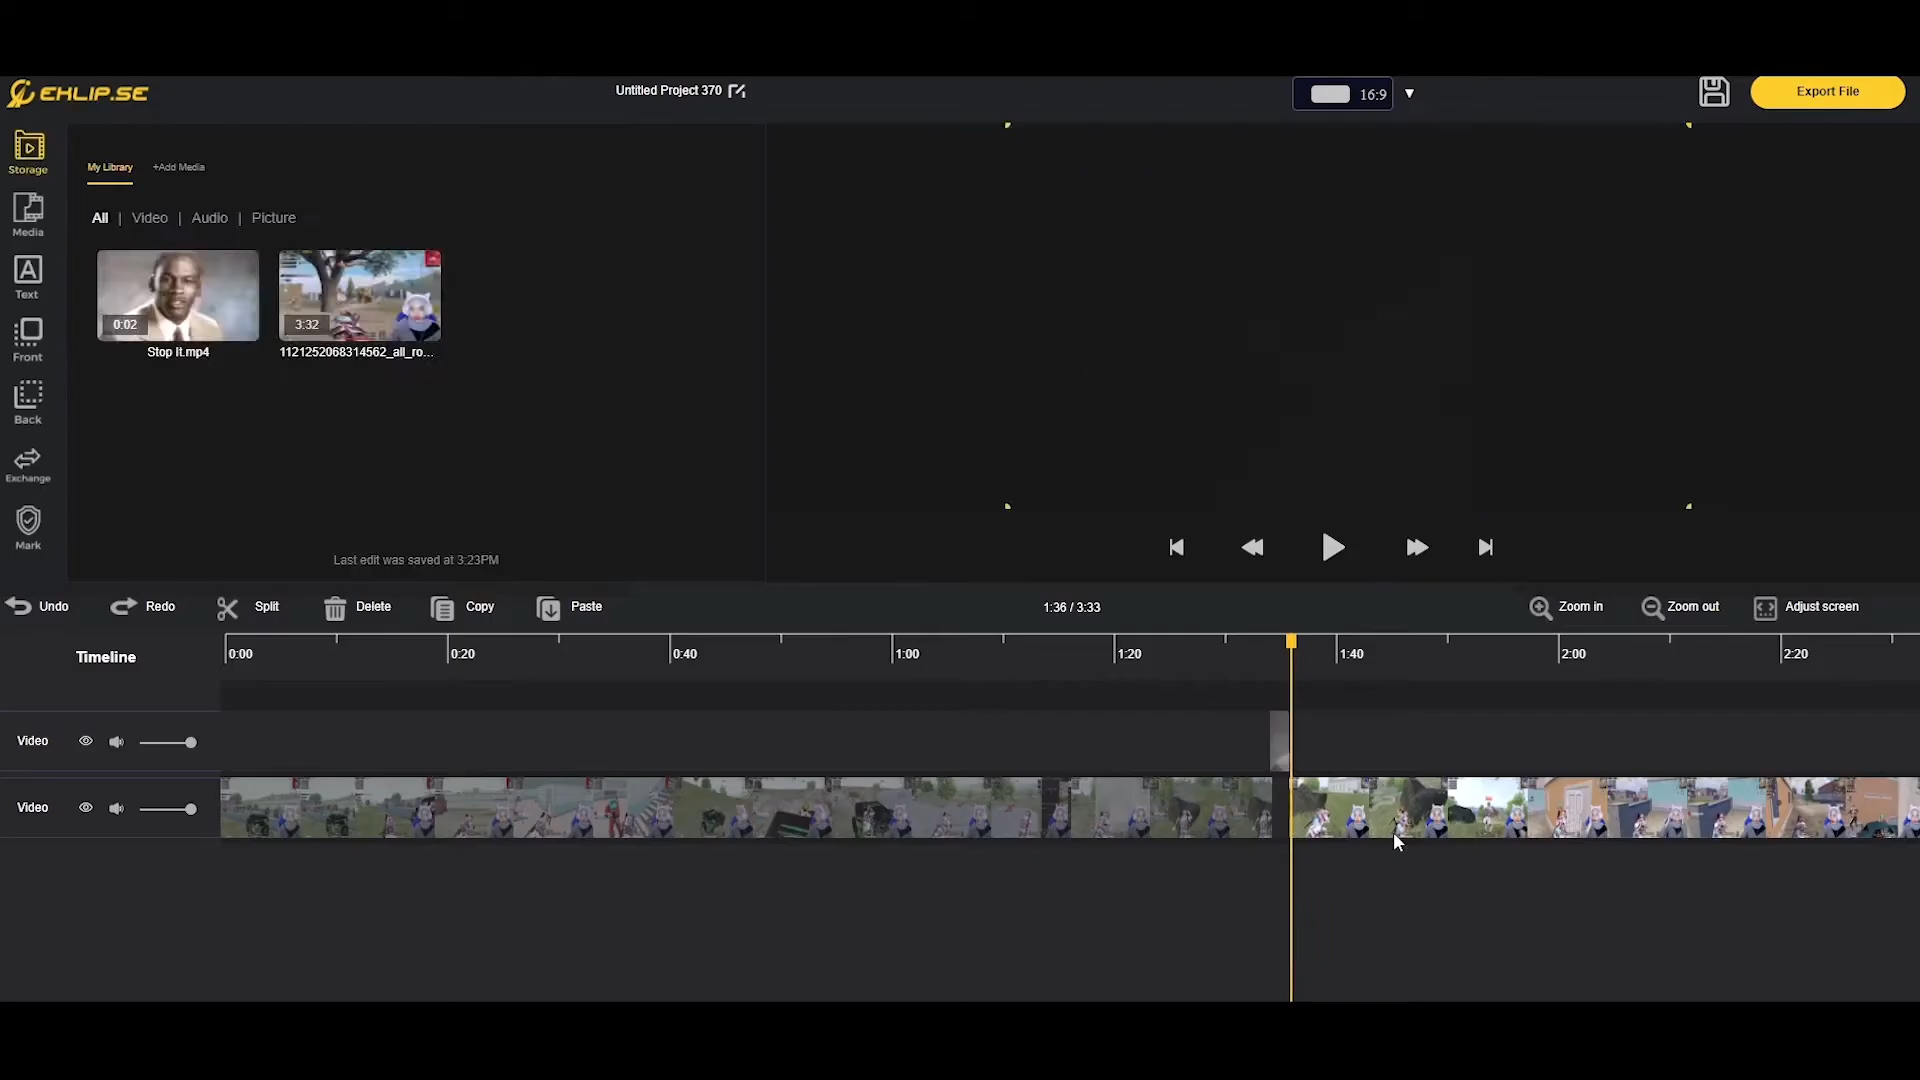 EHLIP.SE
Untitled Project 370
16:9
Export File
Storage
Media
Text
Front
Back
Exchange
Mark
My Library
+Add Media
All | Video | Audio | Picture
0:02
3:32
Stop It.mp4
1121252068314562_all_ro...
Last edit was saved at 3:23PM
Undo
Redo
Split
Delete
Copy
Paste
1:36 / 3:33
Zoom in
Zoom out
Adjust screen
Timeline
0:00
0:20
0:40
1:00
1:20
1:40
2:00
2:20
Video
Video